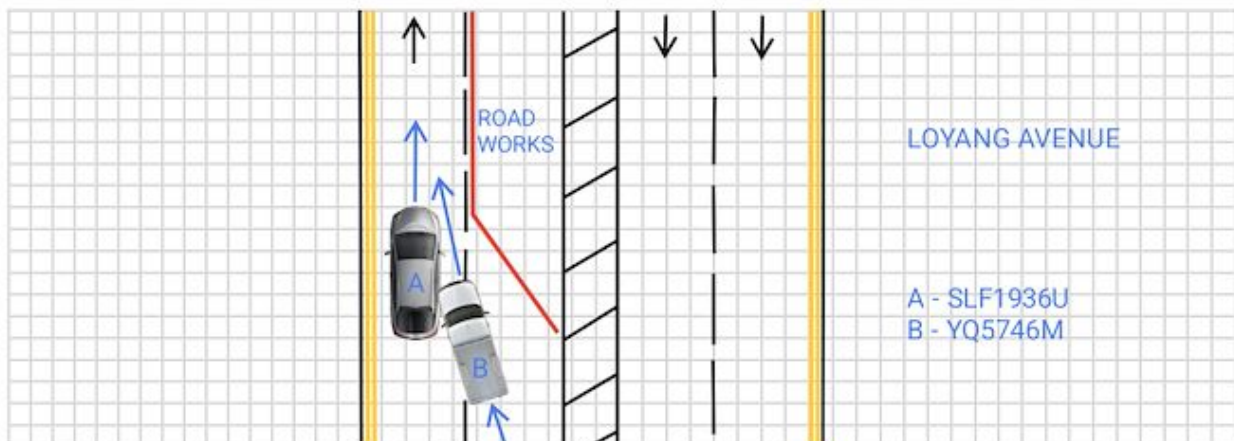 ROAD
WORKS
LOYANG AVENUE
A
B
A - SLF1936U
B - YQ5746M